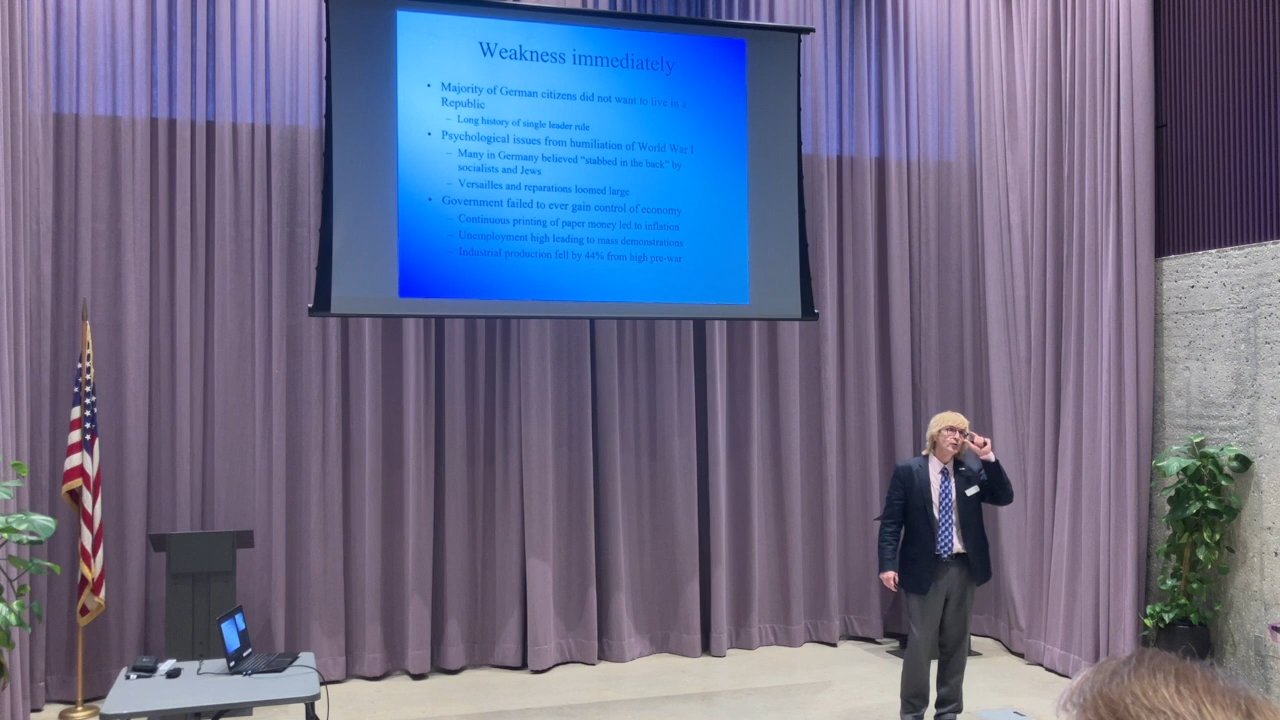 Weakness immediately
• Majority of German citizens did not want to live in a
Republic
– Long history of single leader rule
• Psychological issues from humiliation of World War I
– Many in Germany believed "stabbed in the back" by
socialists and Jews
– Versailles and reparations loomed large
• Government failed to ever gain control of economy
– Continuous printing of paper money led to inflation
– Unemployment high leading to mass demonstrations
– Industrial production fell by 44% from high pre-war